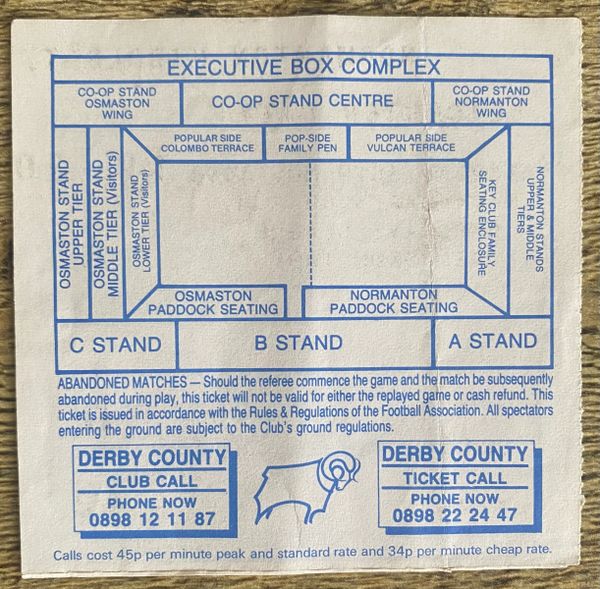 EXECUTIVE BOX COMPLEX
CO-OP STAND
OSMASTON
WING
CO-OP STAND CENTRE
CO-OP STAND
NORMANTON
WING
POPULAR SIDE
COLOMBO TERRACE
POP-SIDE
FAMILY PEN
POPULAR SIDE
VULCAN TERRACE
OSMASTON STAND
UPPER TIER
OSMASTON STAND
MIDDLE TIER (Visitors)
OSMASTON STAND
LOWER TIER (Visitors)
KEY CLUB FAMILY
SEATING ENCLOSURE
NORMANTON STANDS
UPPER & MIDDLE
TIERS
OSMASTON
PADDOCK SEATING
NORMANTON
PADDOCK SEATING
C STAND
B STAND
A STAND
ABANDONED MATCHES — Should the referee commence the game and the match be subsequently
abandoned during play, this ticket will not be valid for either the replayed game or cash refund. This
ticket is issued in accordance with the Rules & Regulations of the Football Association. All spectators
entering the ground are subject to the Club's ground regulations.
DERBY COUNTY
CLUB CALL
PHONE NOW
0898 12 11 87
DERBY COUNTY
TICKET CALL
PHONE NOW
0898 22 24 47
Calls cost 45p per minute peak and standard rate and 34p per minute cheap rate.